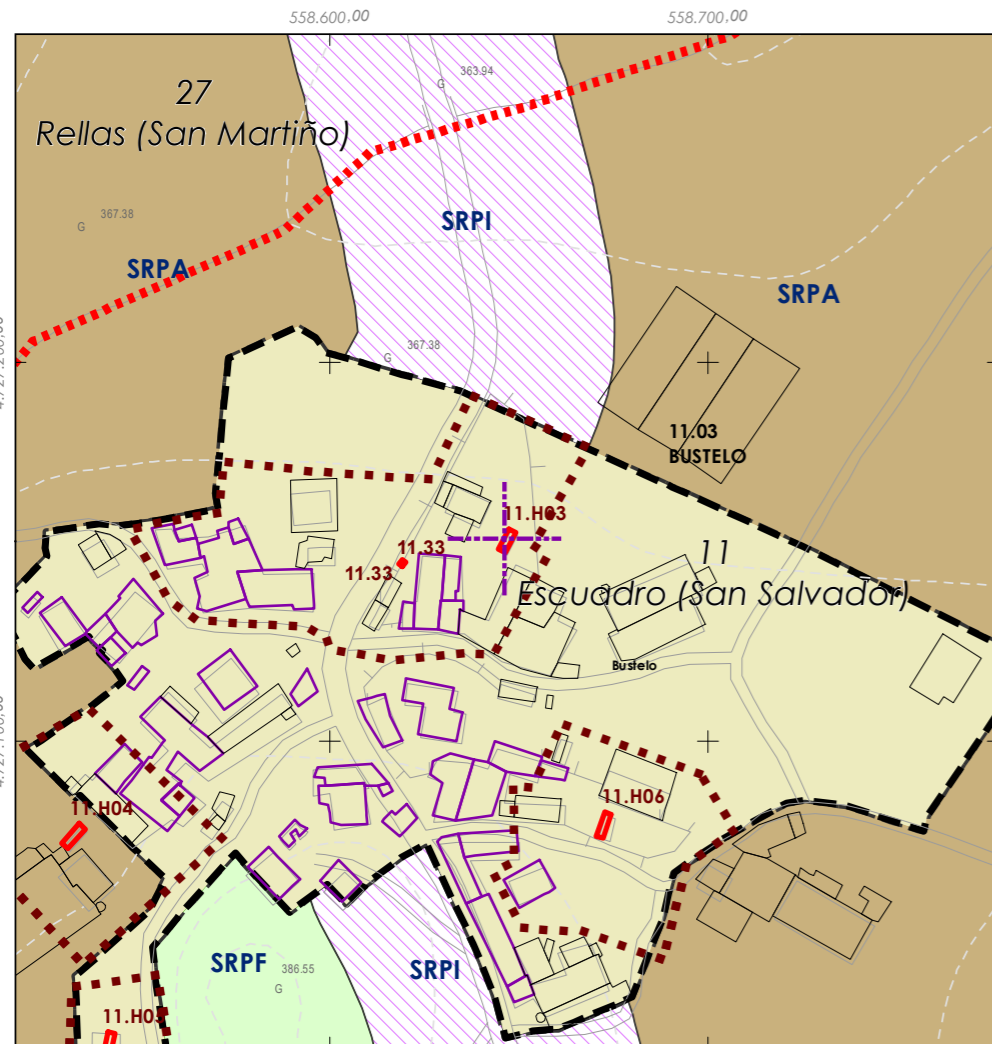 558.600,00
558.700,00
27
Rellas (San Martiño)
G 363.94
G 367.38
SRPI
SRPA
SRPA
G 367.38
11.03
BUSTELO
11.H03
11.33
11.33
11
Escuadro (San Salvador)
Bustelo
11.H06
11.H04
SRPF
386.55
G
SRPI